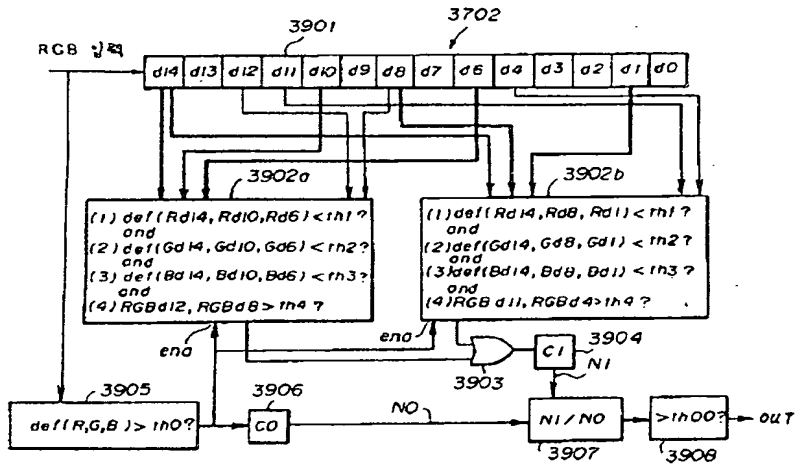 3901
3702
RGB 입력
d14 d13 d12 d11 d10 d9 d8 d7 d6 d4 d3 d2 d1 d0
3902a
3902b
(1) def(Rd14, Rd10, Rd6) < th1?
and
(2) def(Gd14, Gd10, Gd6) < th2?
and
(3) def(Bd14, Bd10, Bd6) < th3?
and
(4) RGBd12, RGBd8 > th4?
(1) def(Rd14, Rd8, Rd1) < th1?
and
(2) def(Gd14, Gd8, Gd1) < th2?
and
(3) def(Bd14, Bd8, Bd1) < th3?
and
(4) RGBd11, RGBd4 > th4?
ena
ena
3903
C1
3904
N1
3905
def(R,G,B) > th0?
3906
C0
N0
N1/N0
3907
>th00?
3908
OUT